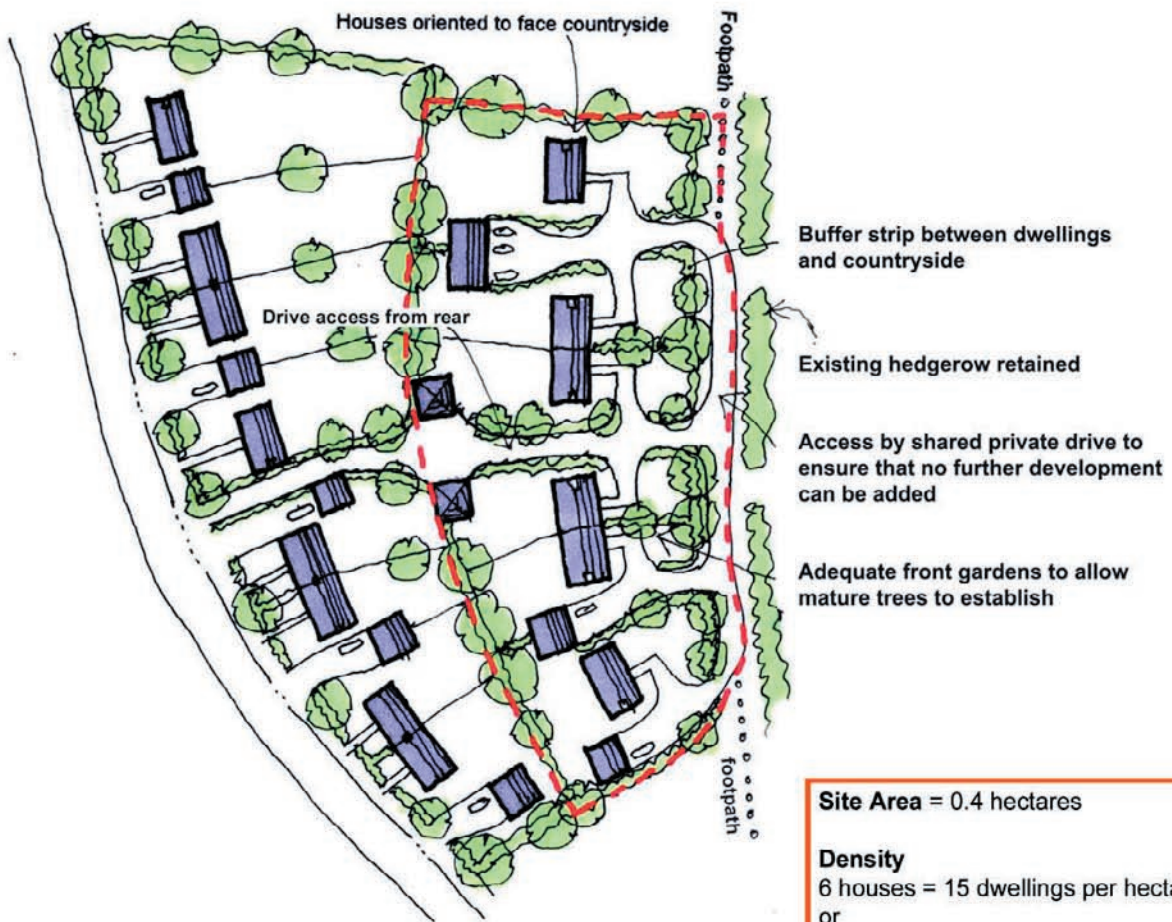 Houses oriented to face countryside
Footpath
Buffer strip between dwellings
and countryside
Drive access from rear
Existing hedgerow retained
Access by shared private drive to
ensure that no further development
can be added
Adequate front gardens to allow
mature trees to establish
footpath
Site Area = 0.4 hectares
Density
6 houses = 15 dwellings per hecta
or